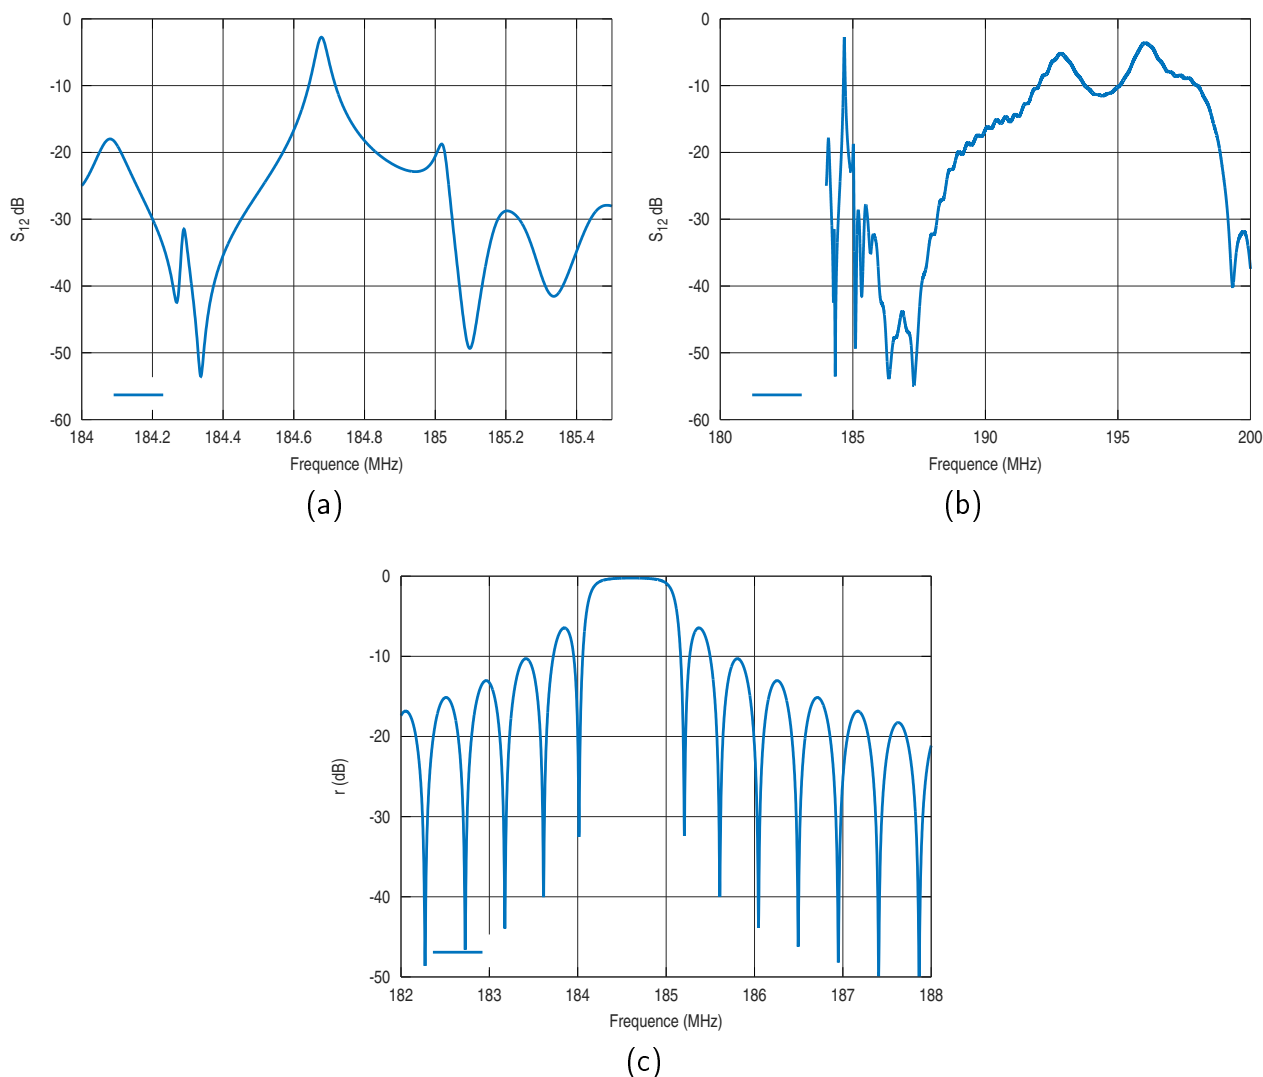 0
-10
-20
-30
-40
-50
-60
184 184.2 184.4 184.6 184.8 185 185.2 185.4
S12 dB
Frequence (MHz)
(a)
0
-10
-20
-30
-40
-50
-60
180 185 190 195 200
S12 dB
Frequence (MHz)
(b)
0
-10
-20
-30
-40
-50
182 183 184 185 186 187 188
r (dB)
Frequence (MHz)
(c)